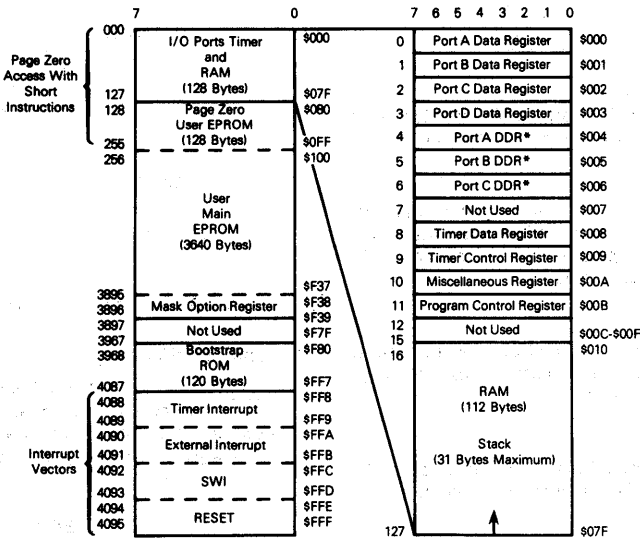 7 0
000
Page Zero
Access With
Short
Instructions
127
128
255
256
3895
3896
3897
3967
3968
4087
4088
4089
4090
4091
4092
4093
4094
4095
Interrupt
Vectors
I/O Ports Timer
and
RAM
(128 Bytes)
Page Zero
User EPROM
(128 Bytes)
User
Main
EPROM
(3640 Bytes)
Mask Option Register
Not Used
Bootstrap
ROM
(120 Bytes)
Timer Interrupt
External Interrupt
SWI
RESET
$000
$07F
$080
$0FF
$100
$F37
$F38
$F39
$F7F
$F80
$FF7
$FF8
$FF9
$FFA
$FFB
$FFC
$FFD
$FFE
$FFF
7 6 5 4 3 2 1 0
0 Port A Data Register $000
1 Port B Data Register $001
2 Port C Data Register $002
3 Port D Data Register $003
4 Port A DDR* $004
5 Port B DDR* $005
6 Port C DDR* $006
7 Not Used $007
8 Timer Data Register $008
9 Timer Control Register $009
10 Miscellaneous Register $00A
11 Program Control Register $00B
12
15
Not Used $00C-$00F
16 $010
RAM
(112 Bytes)
Stack
(31 Bytes Maximum)
127 $07F